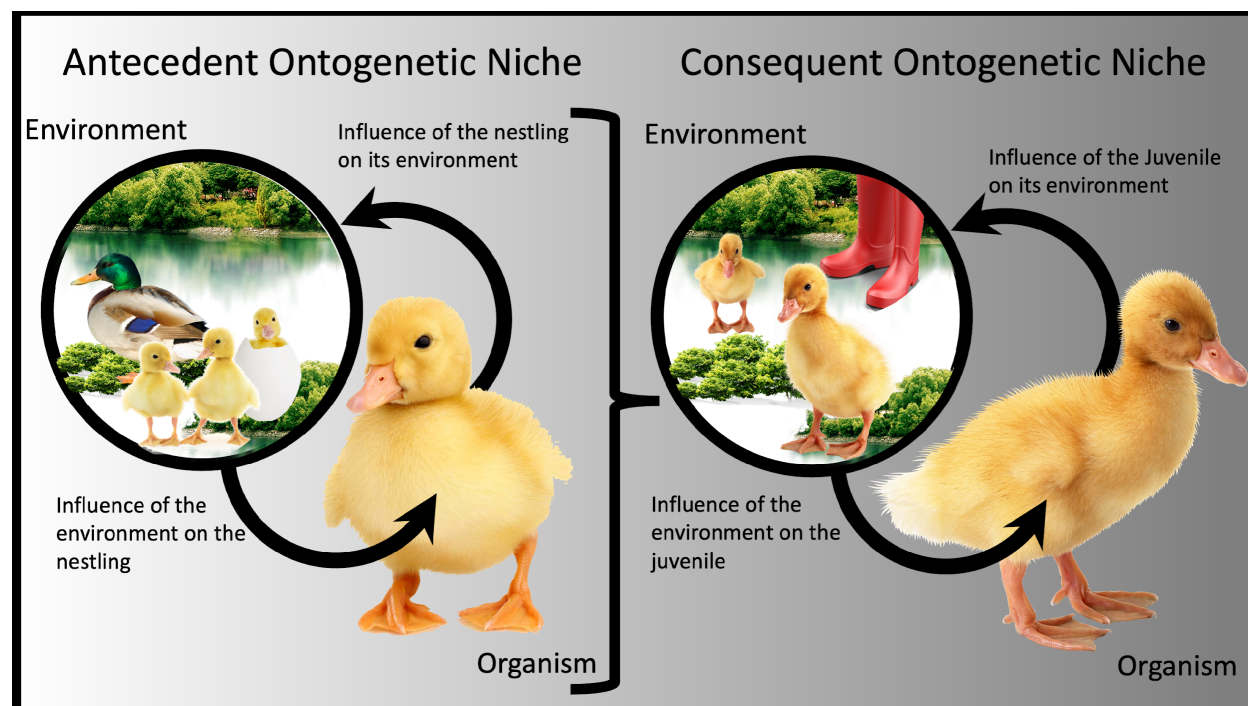 Antecedent Ontogenetic Niche
Environment
Influence of the nestling
on its environment
Influence of the
environment on the
nestling
Organism
Consequent Ontogenetic Niche
Environment
Influence of the Juvenile
on its environment
Influence of the
environment on the
juvenile
Organism